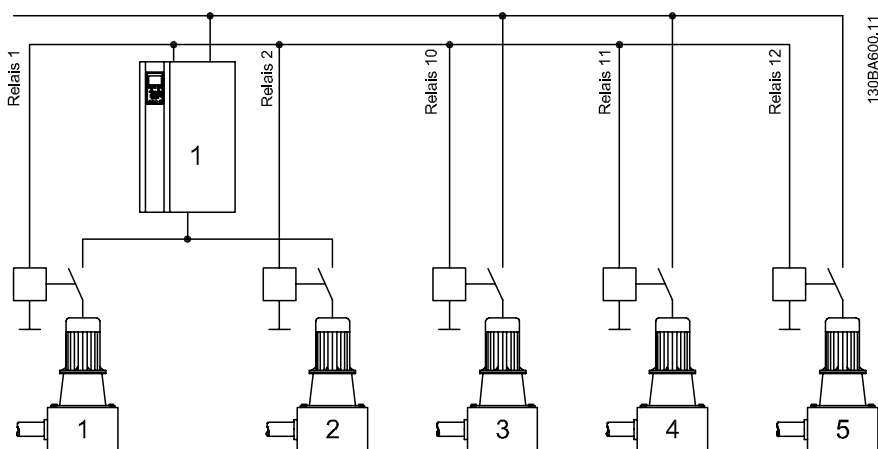 Relais 1
Relais 2
Relais 10
Relais 11
Relais 12
130BA600.11
1
1
2
3
4
5